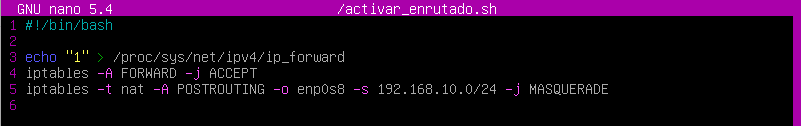 GNU nano 5.4 /activar_enrutado.sh
1 #!/bin/bash
2
3 echo "1" > /proc/sys/net/ipv4/ip_forward
4 iptables -A FORWARD -j ACCEPT
5 iptables -t nat -A POSTROUTING -o enp0s8 -s 192.168.10.0/24 -j MASQUERADE
6